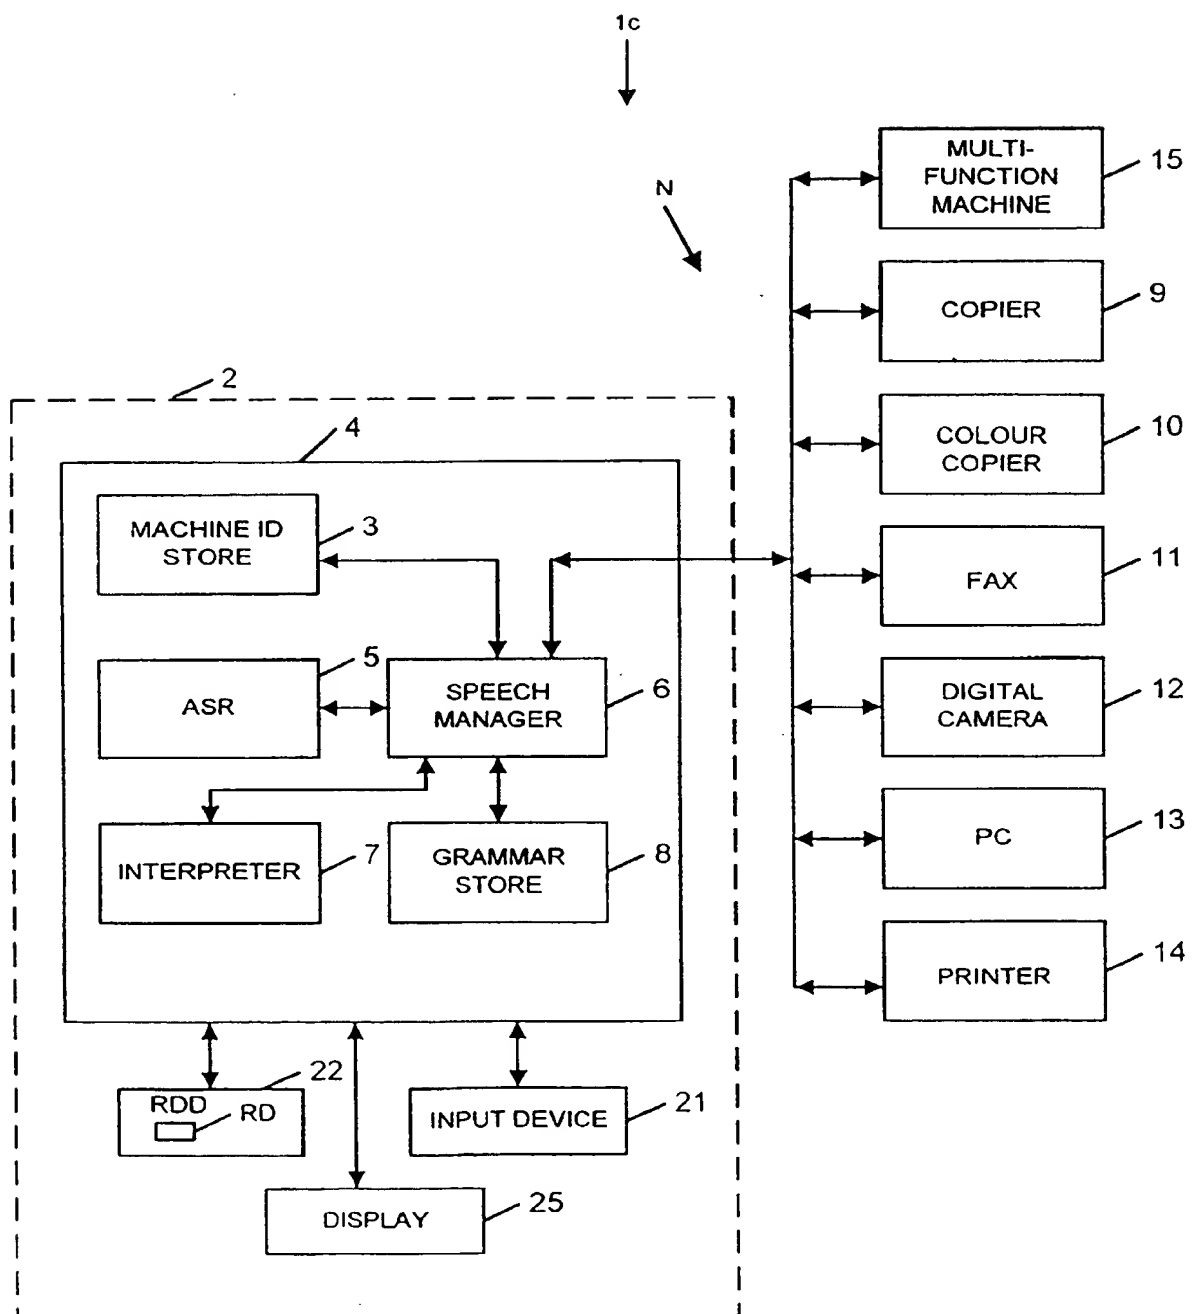 1c
N
MULTI-
FUNCTION
MACHINE
15
COPIER
9
COLOUR
COPIER
10
FAX
11
DIGITAL
CAMERA
12
PC
13
PRINTER
14
2
4
MACHINE ID
STORE
3
ASR
5
SPEECH
MANAGER
6
INTERPRETER
7
GRAMMAR
STORE
8
RDD
RD
22
INPUT DEVICE
21
DISPLAY
25